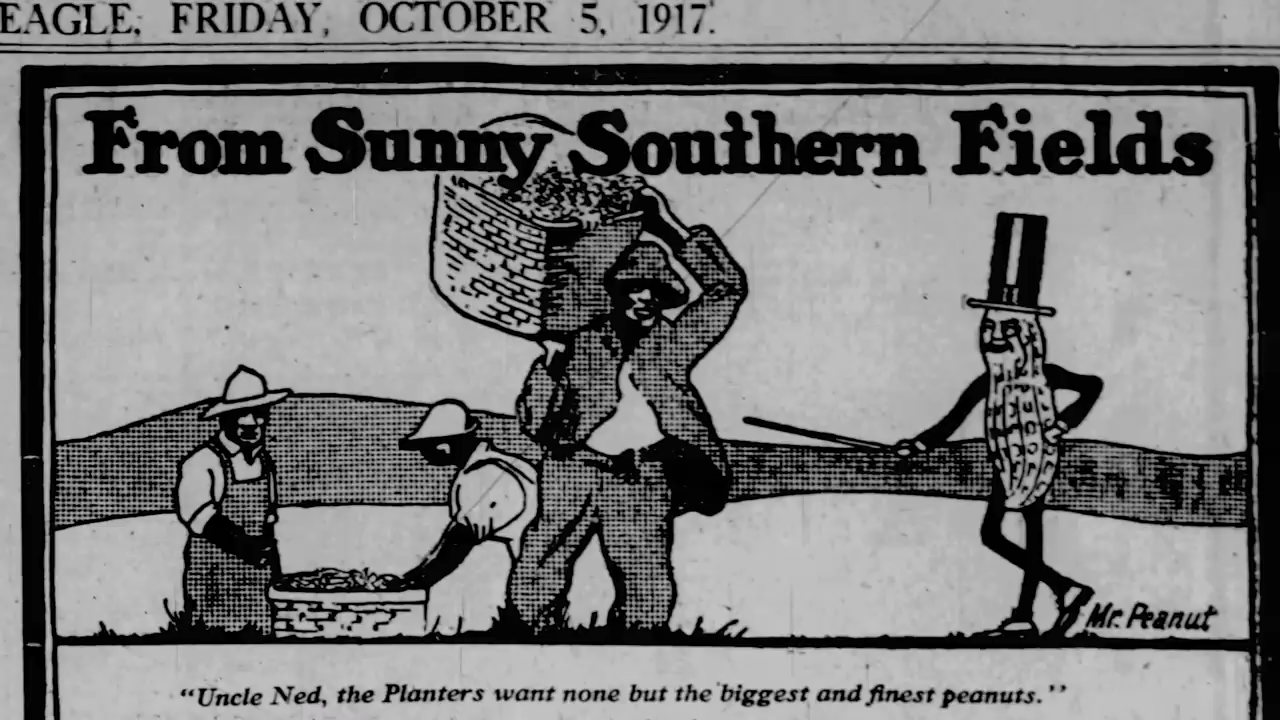 EAGLE, FRIDAY, OCTOBER 5, 1917.
From Sunny Southern Fields
Mr. Peanut
"Uncle Ned, the Planters want none but the biggest and finest peanuts."